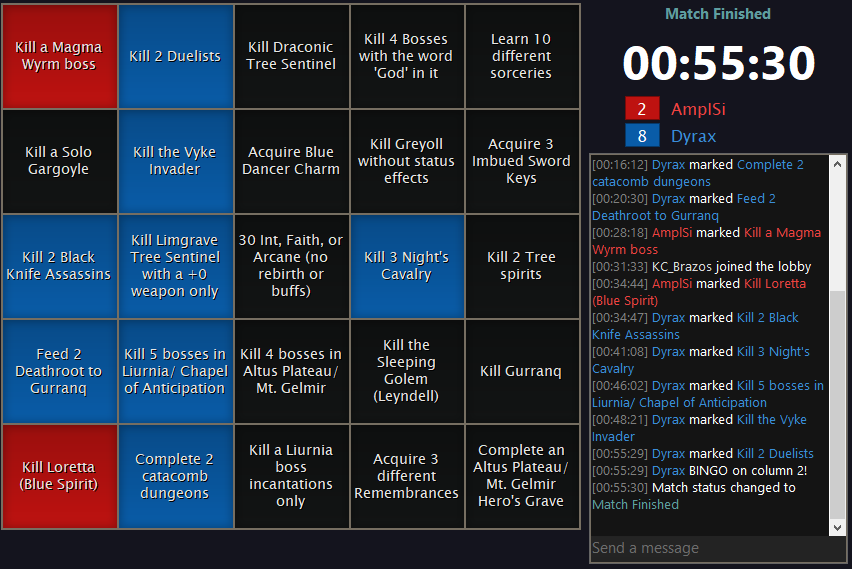 Kill a Magma
Wyrm boss
Kill 2 Duelists
Kill Draconic
Tree Sentinel
Kill 4 Bosses
with the word
'God' in it
Learn 10
different
sorceries
Kill a Solo
Gargoyle
Kill the Vyke
Invader
Acquire Blue
Dancer Charm
Kill Greyoll
without status
effects
Acquire 3
Imbued Sword
Keys
Kill 2 Black
Knife Assassins
Kill Limgrave
Tree Sentinel
with a +0
weapon only
30 Int, Faith, or
Arcane (no
rebirth or
buffs)
Kill 3 Night's
Cavalry
Kill 2 Tree
spirits
Feed 2
Deathroot to
Gurranq
Kill 5 bosses in
Liurnia/ Chapel
of Anticipation
Kill 4 bosses in
Altus Plateau/
Mt. Gelmir
Kill the
Sleeping
Golem
(Leyndell)
Kill Gurranq
Kill Loretta
(Blue Spirit)
Complete 2
catacomb
dungeons
Kill a Liurnia
boss
incantations
only
Acquire 3
different
Remembrances
Complete an
Altus Plateau/
Mt. Gelmir
Hero's Grave
Match Finished
00:55:30
2 AmplSi
8 Dyrax
[00:16:12] Dyrax marked Complete 2
catacomb dungeons
[00:20:30] Dyrax marked Feed 2
Deathroot to Gurranq
[00:28:18] AmplSi marked Kill a Magma
Wyrm boss
[00:31:33] KC_Brazos joined the lobby
[00:34:44] AmplSi marked Kill Loretta
(Blue Spirit)
[00:34:47] Dyrax marked Kill 2 Black
Knife Assassins
[00:41:08] Dyrax marked Kill 3 Night's
Cavalry
[00:46:02] Dyrax marked Kill 5 bosses in
Liurnia/ Chapel of Anticipation
[00:48:21] Dyrax marked Kill the Vyke
Invader
[00:55:29] Dyrax marked Kill 2 Duelists
[00:55:29] Dyrax BINGO on column 2!
[00:55:30] Match status changed to
Match Finished
Send a message